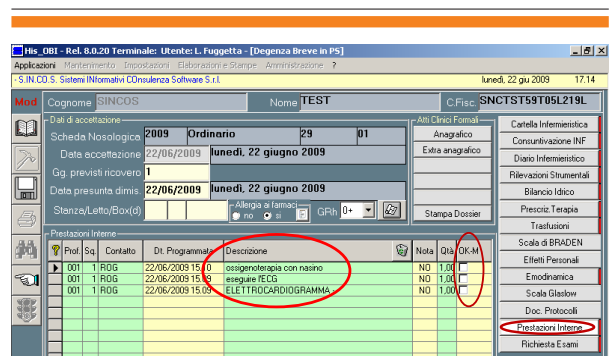 His_OBI - Rel. 8.0.20 Terminale: Utente: L. Fuggetta - [Degenza Breve in PS]
Applicazioni Mantenimento Impostazioni Elaborazioni e Stampe Amministrazione ?
- S.IN.CO.S. Sistemi INformativi COnsulenza Software S.r.l. lunedì, 22 giu 2009 17.14
Mod Cognome SINCOS Nome TEST C.Fisc. SNCTST59T05L219L
Dati di accettazione
Scheda Nosologica 2009 Ordinario 29 01
Data accettazione 22/06/2009 lunedì, 22 giugno 2009
Gg. previsti ricovero 1
Data presunta dimis. 22/06/2009 lunedì, 22 giugno 2009
Stanza/Letto/Box(d) Allergia ai farmaci no si GRh 0+
Atti Clinici Formali
Anagrafico
Extra anagrafico
Stampa Dossier
Prestazioni Interne
? Prof. Sq. Contatto Dt. Programmata Descrizione Nota Qtà OK-M
001 1 ROG 22/06/2009 15.10 ossigenoterapia con nasino NO 1,00
001 1 ROG 22/06/2009 15.09 eseguire l'ECG NO 1,00
001 1 ROG 22/06/2009 15.09 ELETTROCARDIOGRAMMA NO 1,00
Cartella Infermieristica
Consuntivazione INF
Diario Infermieristico
Rilevazioni Strumentali
Bilancio Idrico
Prescriz. Terapia
Trasfusioni
Scala di BRADEN
Effetti Personali
Emodinamica
Scala Glaslow
Doc. Protocolli
Prestazioni Interne
Richiesta Esami